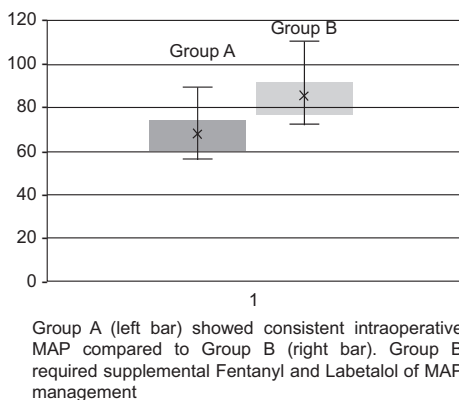 120
Group B
Group A
100
80
60
40
20
0
1
Group A (left bar) showed consistent intraoperative
MAP compared to Group B (right bar). Group B
required supplemental Fentanyl and Labetalol of MAP
management